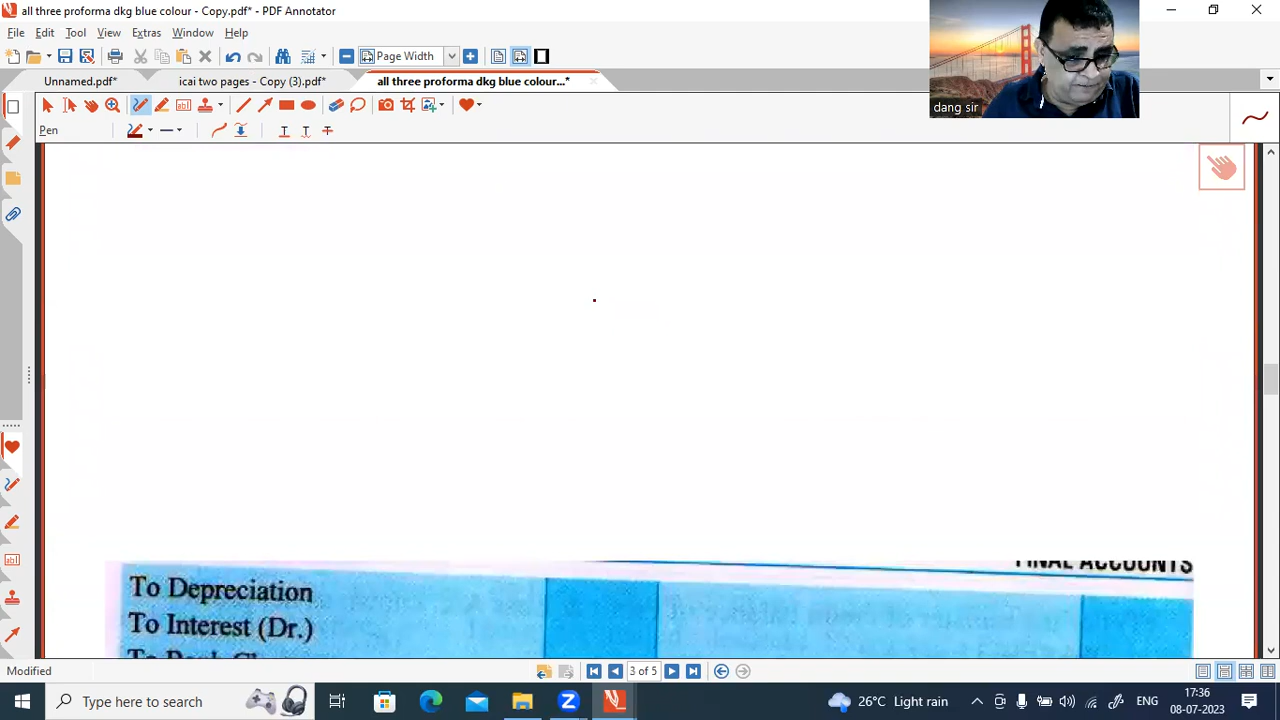 all three proforma dkg blue colour - Copy.pdf* - PDF Annotator
File Edit Tool View Extras Window Help
Page Width
Unnamed.pdf* icai two pages - Copy (3).pdf* all three proforma dkg blue colour...*
Pen
dang sir
FINAL ACCOUNTS
To Depreciation
To Interest (Dr.)
Modified
3 of 5
Type here to search
26°C Light rain
ENG
17:36
08-07-2023